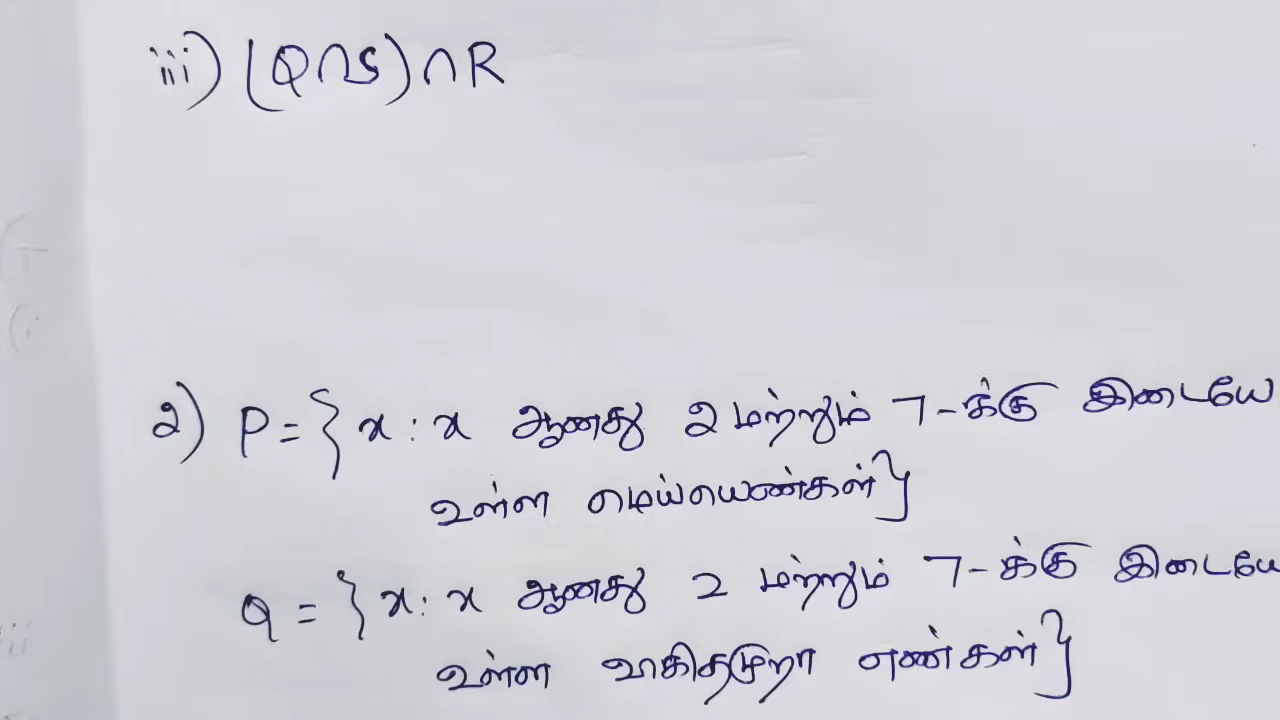 iii) (Q∩S)∩R
2) P = { x : x ஆனது 2 மற்றும் 7-க்கு இடையே
உள்ள மெய்யெண்கள்}
Q = { x : x ஆனது 2 மற்றும் 7-க்கு இடையே
உள்ள விகிதமுறா எண்கள்}